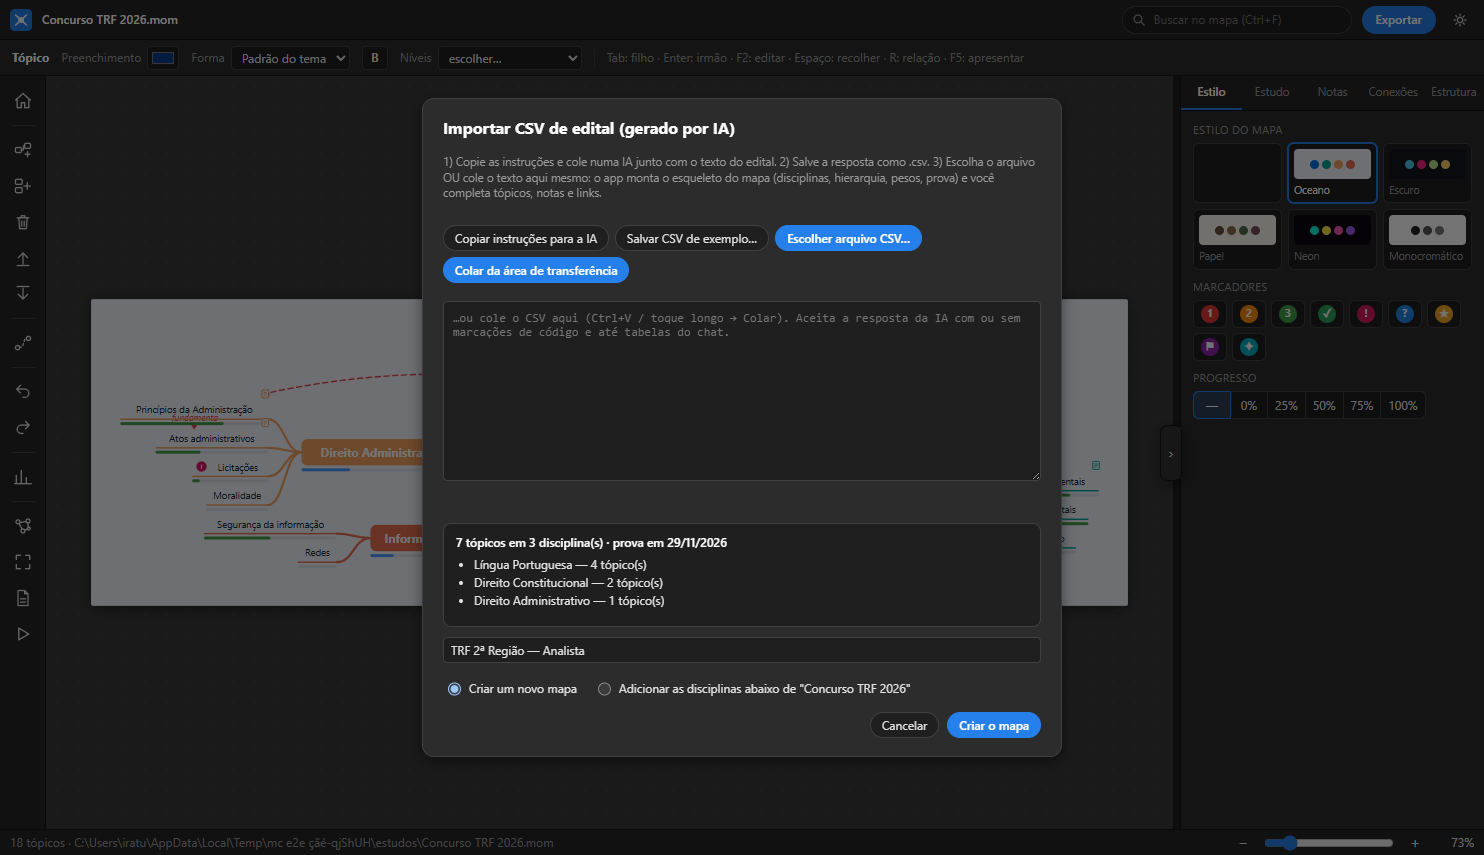 Concurso TRF 2026.mom
Buscar no mapa (Ctrl+F)
Exportar
Tópico
Preenchimento
Forma
Padrão do tema
B
Níveis
escolher...
Tab: filho · Enter: irmão · F2: editar · Espaço: recolher · R: relação · F5: apresentar
Importar CSV de edital (gerado por IA)
1) Copie as instruções e cole numa IA junto com o texto do edital. 2) Salve a resposta como .csv. 3) Escolha o arquivo
OU cole o texto aqui mesmo: o app monta o esqueleto do mapa (disciplinas, hierarquia, pesos, prova) e você
completa tópicos, notas e links.
Copiar instruções para a IA
Salvar CSV de exemplo...
Escolher arquivo CSV...
Colar da área de transferência
…ou cole o CSV aqui (Ctrl+V / toque longo → Colar). Aceita a resposta da IA com ou sem
marcações de código e até tabelas do chat.
7 tópicos em 3 disciplina(s) · prova em 29/11/2026
• Língua Portuguesa — 4 tópico(s)
• Direito Constitucional — 2 tópico(s)
• Direito Administrativo — 1 tópico(s)
TRF 2ª Região — Analista
Criar um novo mapa
Adicionar as disciplinas abaixo de "Concurso TRF 2026"
Cancelar
Criar o mapa
Princípios da Administração
fundamenta
Atos administrativos
Licitações
Moralidade
Direito Administra
Segurança da informação
Redes
Inform
entais
tais
Estilo
Estudo
Notas
Conexões
Estrutura
ESTILO DO MAPA
Oceano
Escuro
Papel
Neon
Monocromático
MARCADORES
1
2
3
✓
!
?
★
PROGRESSO
—
0%
25%
50%
75%
100%
18 tópicos · C:\Users\iratu\AppData\Local\Temp\mc e2e çãé-qjShUH\estudos\Concurso TRF 2026.mom
−
+
73%